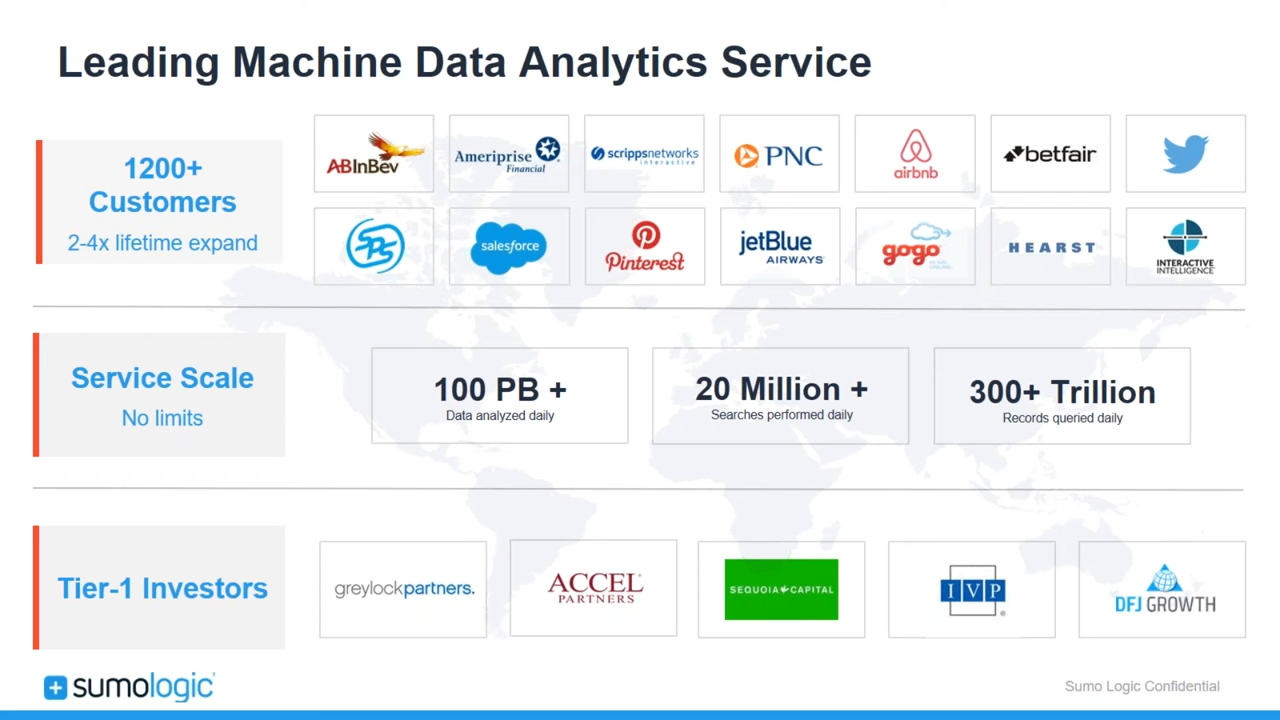 Leading Machine Data Analytics Service
1200+
Customers
2-4x lifetime expand
ABInBev
Ameriprise
Financial
scrippsnetworks
interactive
PNC
airbnb
betfair
SPS
salesforce
Pinterest
jetBlue
AIRWAYS
gogo
HEARST
INTERACTIVE
INTELLIGENCE
Service Scale
No limits
100 PB +
Data analyzed daily
20 Million +
Searches performed daily
300+ Trillion
Records queried daily
Tier-1 Investors
greylockpartners.
ACCEL
PARTNERS
SEQUOIA CAPITAL
IVP
DFJ GROWTH
sumologic
Sumo Logic Confidential